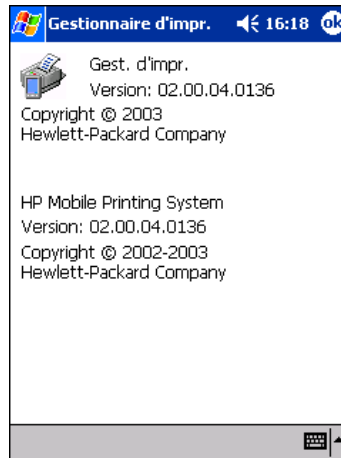 Gestionnaire d'impr. 16:18 ok
Gest. d'impr.
Version: 02.00.04.0136
Copyright © 2003
Hewlett-Packard Company
HP Mobile Printing System
Version: 02.00.04.0136
Copyright © 2002-2003
Hewlett-Packard Company